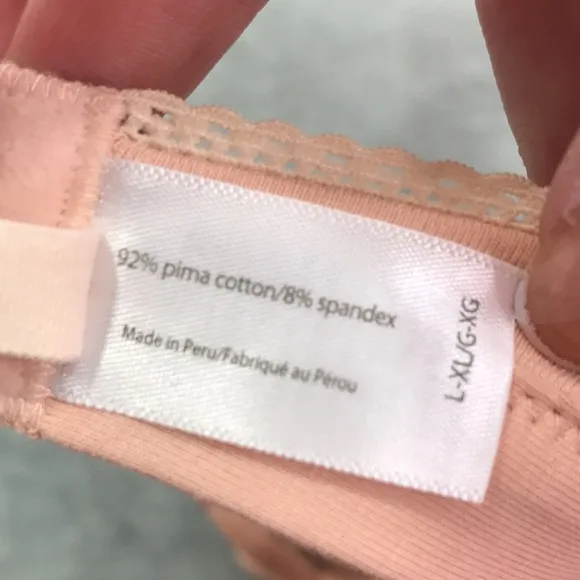 92% pima cotton/8% spandex
Made in Peru/Fabriqué au Pérou
L-XL/G-XG